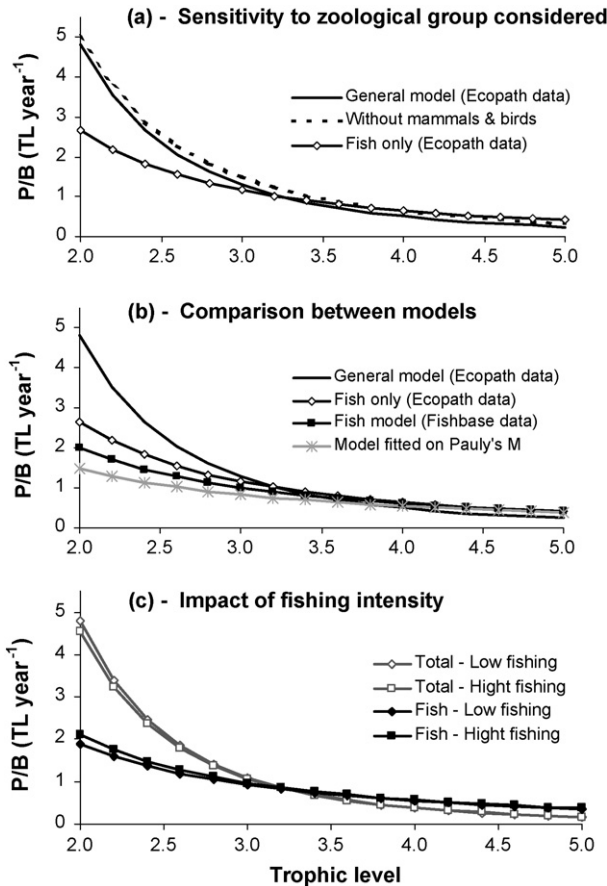 (a) - Sensitivity to zoological group considered
P/B (TL year-1)
5
4
3
2
1
0
General model (Ecopath data)
Without mammals & birds
Fish only (Ecopath data)
2.0 2.5 3.0 3.5 4.0 4.5 5.0
(b) - Comparison between models
P/B (TL year-1)
5
4
3
2
1
0
General model (Ecopath data)
Fish only (Ecopath data)
Fish model (Fishbase data)
Model fitted on Pauly's M
2.0 2.5 3.0 3.5 4.0 4.5 5.0
(c) - Impact of fishing intensity
P/B (TL year-1)
5
4
3
2
1
0
Total - Low fishing
Total - Hight fishing
Fish - Low fishing
Fish - Hight fishing
2.0 2.5 3.0 3.5 4.0 4.5 5.0
Trophic level